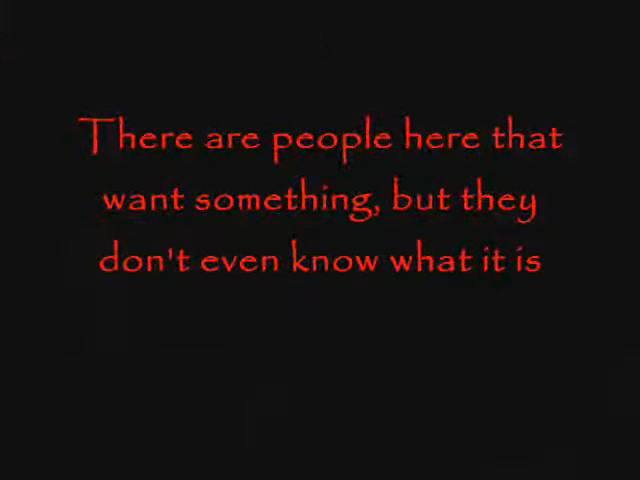 There are people here that
want something, but they
don't even know what it is